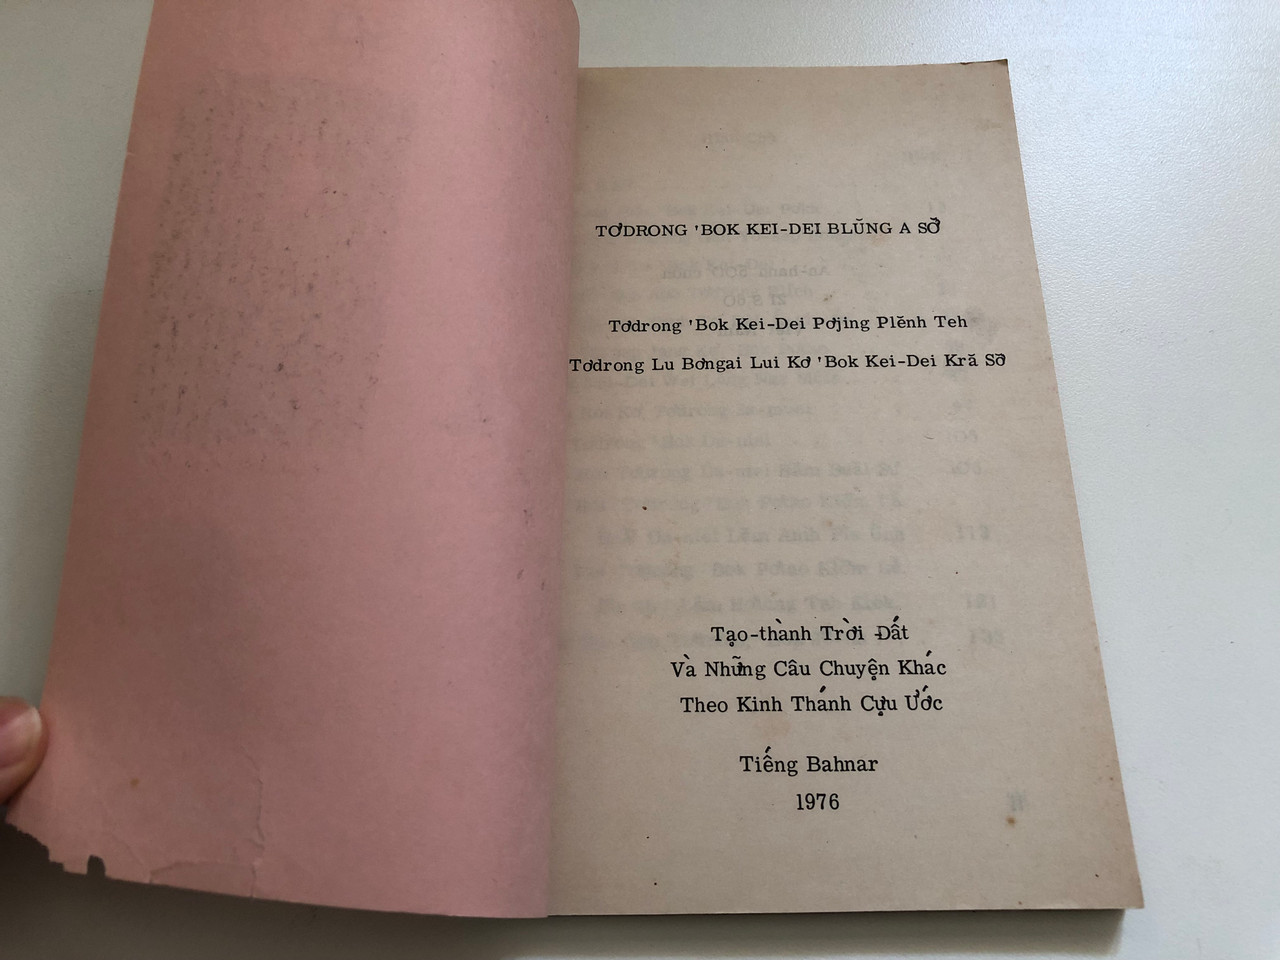 TƠDRONG 'BOK KEI-DEI BLŬNG A SỜ̆
Tơdrong 'Bok Kei-Dei Pơjing Plĕnh Teh
Tơdrong Lu Bơngai Lui Kơ 'Bok Kei-Dei Kră Sờ̆
Tạo-thành Trời Đất
Và Những Câu Chuyện Khác
Theo Kinh Thánh Cựu Ước
Tiếng Bahnar
1976